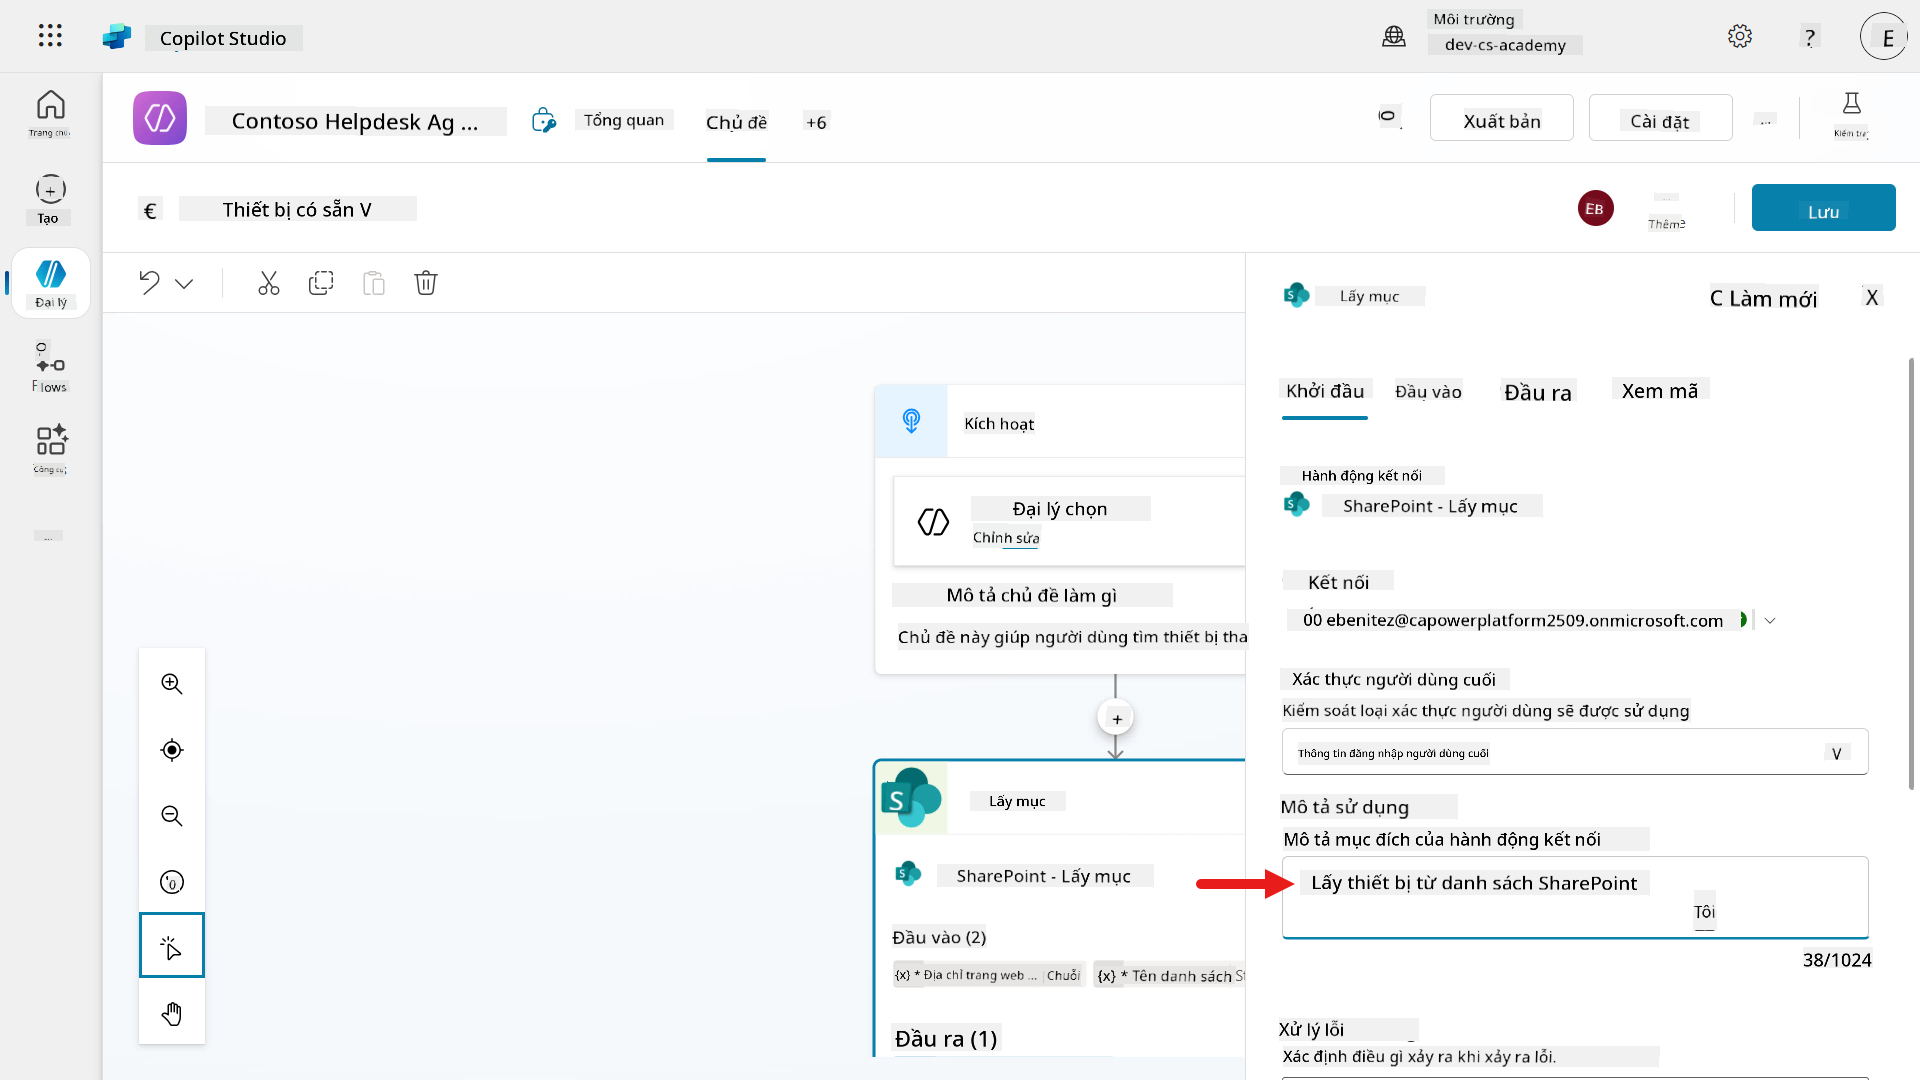 Copilot Studio
Môi trường
dev-cs-academy
?
E
Trang chủ
Tạo
Đại lý
Flows
...
Contoso Helpdesk Ag ...
Tổng quan
Chủ đề
+6
Xuất bản
Cài đặt
...
Kiểm tra
€
Thiết bị có sẵn V
EB
...
Thêm
Lưu
Kích hoạt
Đại lý chọn
Chỉnh sửa
Mô tả chủ đề làm gì
Chủ đề này giúp người dùng tìm thiết bị tha
+
Lấy mục
SharePoint - Lấy mục
Đầu vào (2)
{x} * Địa chỉ trang web ... Chuỗi
{x} * Tên danh sách
Đầu ra (1)
Lấy mục
C Làm mới
X
Khởi đầu
Đầu vào
Đầu ra
Xem mã
Hành động kết nối
SharePoint - Lấy mục
Kết nối
00 ebenitez@capowerplatform2509.onmicrosoft.com
Xác thực người dùng cuối
Kiểm soát loại xác thực người dùng sẽ được sử dụng
Thông tin đăng nhập người dùng cuối
V
Mô tả sử dụng
Mô tả mục đích của hành động kết nối
Lấy thiết bị từ danh sách SharePoint
Tôi
38/1024
Xử lý lỗi
Xác định điều gì xảy ra khi xảy ra lỗi.